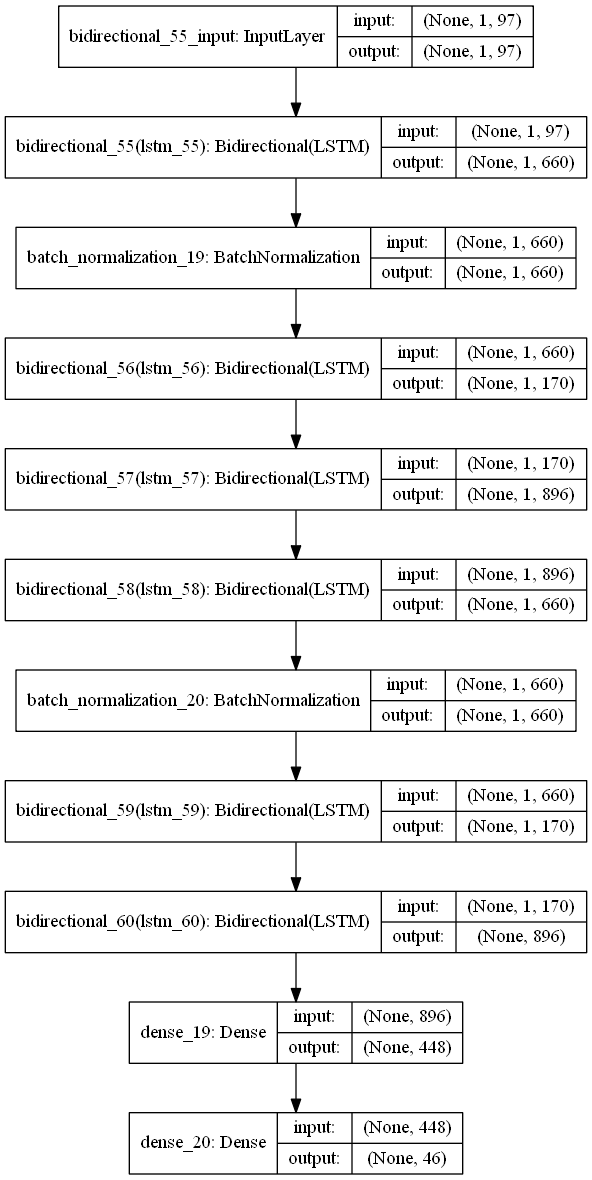 bidirectional_55_input: InputLayer input: (None, 1, 97)
output: (None, 1, 97)
bidirectional_55(lstm_55): Bidirectional(LSTM) input: (None, 1, 97)
output: (None, 1, 660)
batch_normalization_19: BatchNormalization input: (None, 1, 660)
output: (None, 1, 660)
bidirectional_56(lstm_56): Bidirectional(LSTM) input: (None, 1, 660)
output: (None, 1, 170)
bidirectional_57(lstm_57): Bidirectional(LSTM) input: (None, 1, 170)
output: (None, 1, 896)
bidirectional_58(lstm_58): Bidirectional(LSTM) input: (None, 1, 896)
output: (None, 1, 660)
batch_normalization_20: BatchNormalization input: (None, 1, 660)
output: (None, 1, 660)
bidirectional_59(lstm_59): Bidirectional(LSTM) input: (None, 1, 660)
output: (None, 1, 170)
bidirectional_60(lstm_60): Bidirectional(LSTM) input: (None, 1, 170)
output: (None, 896)
dense_19: Dense input: (None, 896)
output: (None, 448)
dense_20: Dense input: (None, 448)
output: (None, 46)